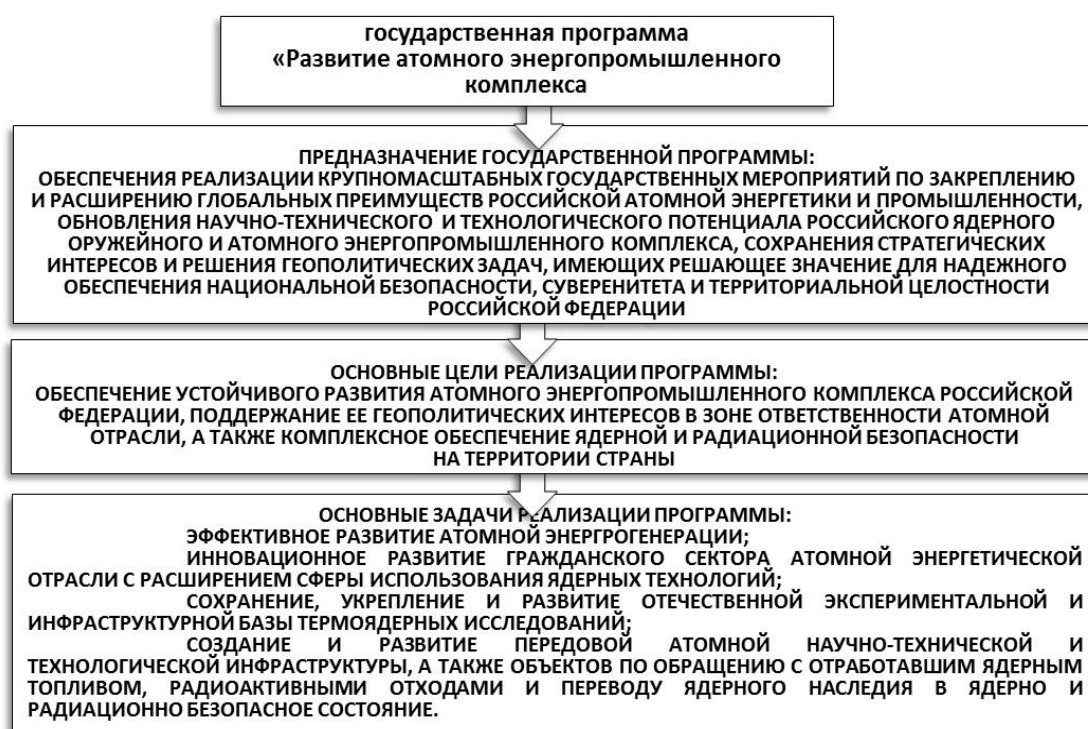 государственная программа
«Развитие атомного энергопромышленного
комплекса
ПРЕДНАЗНАЧЕНИЕ ГОСУДАРСТВЕННОЙ ПРОГРАММЫ:
ОБЕСПЕЧЕНИЯ РЕАЛИЗАЦИИ КРУПНОМАСШТАБНЫХ ГОСУДАРСТВЕННЫХ МЕРОПРИЯТИЙ ПО ЗАКРЕПЛЕНИЮ
И РАСШИРЕНИЮ ГЛОБАЛЬНЫХ ПРЕИМУЩЕСТВ РОССИЙСКОЙ АТОМНОЙ ЭНЕРГЕТИКИ И ПРОМЫШЛЕННОСТИ,
ОБНОВЛЕНИЯ НАУЧНО-ТЕХНИЧЕСКОГО И ТЕХНОЛОГИЧЕСКОГО ПОТЕНЦИАЛА РОССИЙСКОГО ЯДЕРНОГО
ОРУЖЕЙНОГО И АТОМНОГО ЭНЕРГОПРОМЫШЛЕННОГО КОМПЛЕКСА, СОХРАНЕНИЯ СТРАТЕГИЧЕСКИХ
ИНТЕРЕСОВ И РЕШЕНИЯ ГЕОПОЛИТИЧЕСКИХ ЗАДАЧ, ИМЕЮЩИХ РЕШАЮЩЕЕ ЗНАЧЕНИЕ ДЛЯ НАДЕЖНОГО
ОБЕСПЕЧЕНИЯ НАЦИОНАЛЬНОЙ БЕЗОПАСНОСТИ, СУВЕРЕНИТЕТА И ТЕРРИТОРИАЛЬНОЙ ЦЕЛОСТНОСТИ
РОССИЙСКОЙ ФЕДЕРАЦИИ
ОСНОВНЫЕ ЦЕЛИ РЕАЛИЗАЦИИ ПРОГРАММЫ:
ОБЕСПЕЧЕНИЕ УСТОЙЧИВОГО РАЗВИТИЯ АТОМНОГО ЭНЕРГОПРОМЫШЛЕННОГО КОМПЛЕКСА РОССИЙСКОЙ
ФЕДЕРАЦИИ, ПОДДЕРЖАНИЕ ЕЕ ГЕОПОЛИТИЧЕСКИХ ИНТЕРЕСОВ В ЗОНЕ ОТВЕТСТВЕННОСТИ АТОМНОЙ
ОТРАСЛИ, А ТАКЖЕ КОМПЛЕКСНОЕ ОБЕСПЕЧЕНИЕ ЯДЕРНОЙ И РАДИАЦИОННОЙ БЕЗОПАСНОСТИ
НА ТЕРРИТОРИИ СТРАНЫ
ОСНОВНЫЕ ЗАДАЧИ РЕАЛИЗАЦИИ ПРОГРАММЫ:
ЭФФЕКТИВНОЕ РАЗВИТИЕ АТОМНОЙ ЭНЕРГРОГЕНЕРАЦИИ;
ИННОВАЦИОННОЕ РАЗВИТИЕ ГРАЖДАНСКОГО СЕКТОРА АТОМНОЙ ЭНЕРГЕТИЧЕСКОЙ
ОТРАСЛИ С РАСШИРЕНИЕМ СФЕРЫ ИСПОЛЬЗОВАНИЯ ЯДЕРНЫХ ТЕХНОЛОГИЙ;
СОХРАНЕНИЕ, УКРЕПЛЕНИЕ И РАЗВИТИЕ ОТЕЧЕСТВЕННОЙ ЭКСПЕРИМЕНТАЛЬНОЙ И
ИНФРАСТРУКТУРНОЙ БАЗЫ ТЕРМОЯДЕРНЫХ ИССЛЕДОВАНИЙ;
СОЗДАНИЕ И РАЗВИТИЕ ПЕРЕДОВОЙ АТОМНОЙ НАУЧНО-ТЕХНИЧЕСКОЙ И
ТЕХНОЛОГИЧЕСКОЙ ИНФРАСТРУКТУРЫ, А ТАКЖЕ ОБЪЕКТОВ ПО ОБРАЩЕНИЮ С ОТРАБОТАВШИМ ЯДЕРНЫМ
ТОПЛИВОМ, РАДИОАКТИВНЫМИ ОТХОДАМИ И ПЕРЕВОДУ ЯДЕРНОГО НАСЛЕДИЯ В ЯДЕРНО И
РАДИАЦИОННО БЕЗОПАСНОЕ СОСТОЯНИЕ.